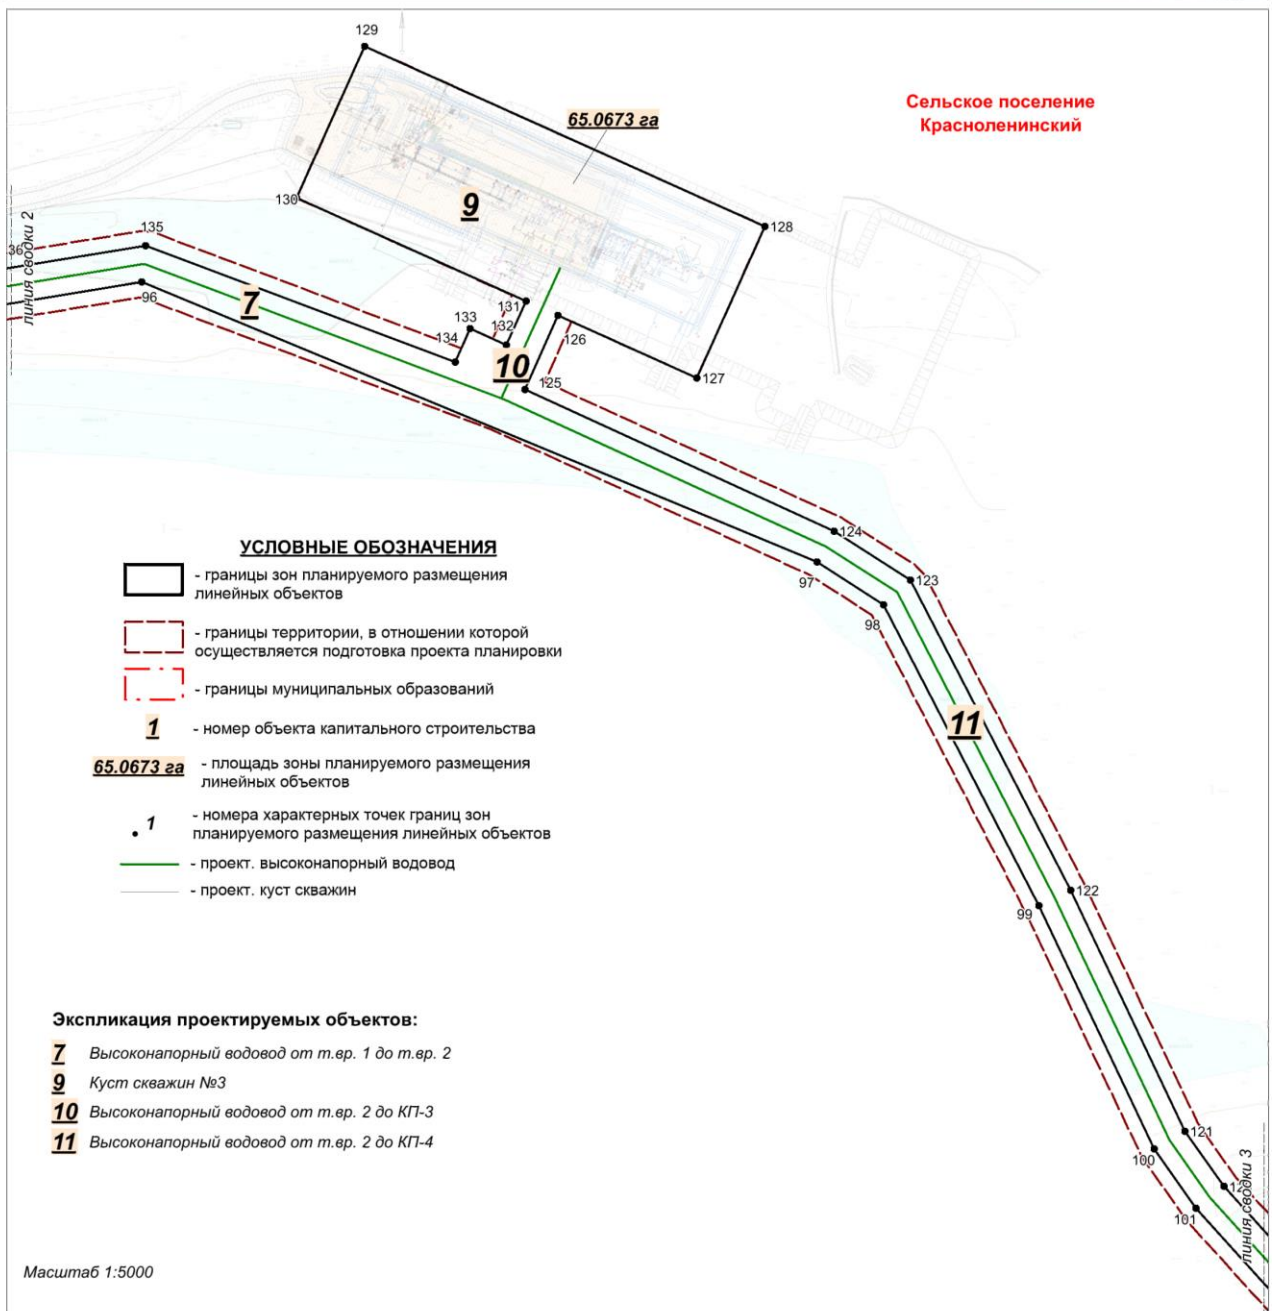 129
65.0673 га
Сельское поселение
Красноленинский
130
9
128
линия сводки 2
36
135
96
7
131
132
133
134
10
126
125
127
124
123
97
98
УСЛОВНЫЕ ОБОЗНАЧЕНИЯ
- границы зон планируемого размещения
линейных объектов
- границы территории, в отношении которой
осуществляется подготовка проекта планировки
- границы муниципальных образований
1
- номер объекта капитального строительства
65.0673 га
- площадь зоны планируемого размещения
линейных объектов
1
- номера характерных точек границ зон
планируемого размещения линейных объектов
- проект. высоконапорный водовод
- проект. куст скважин
11
122
99
121
100
12
101
линия сводки 3
Экспликация проектируемых объектов:
7 Высоконапорный водовод от т.вр. 1 до т.вр. 2
9 Куст скважин №3
10 Высоконапорный водовод от т.вр. 2 до КП-3
11 Высоконапорный водовод от т.вр. 2 до КП-4
Масштаб 1:5000